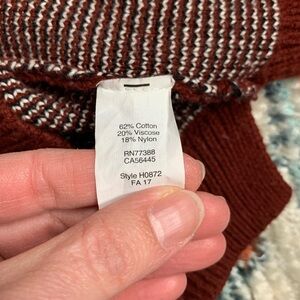 62% Cotton
20% Viscose
18% Nylon
RN77388
CA56445
Style H0872
FA 17